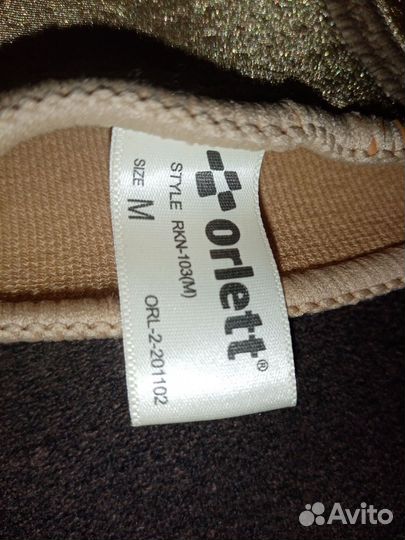 orlett®
STYLE RKN-103(M)
SIZE M
ORL-2-201102
Avito